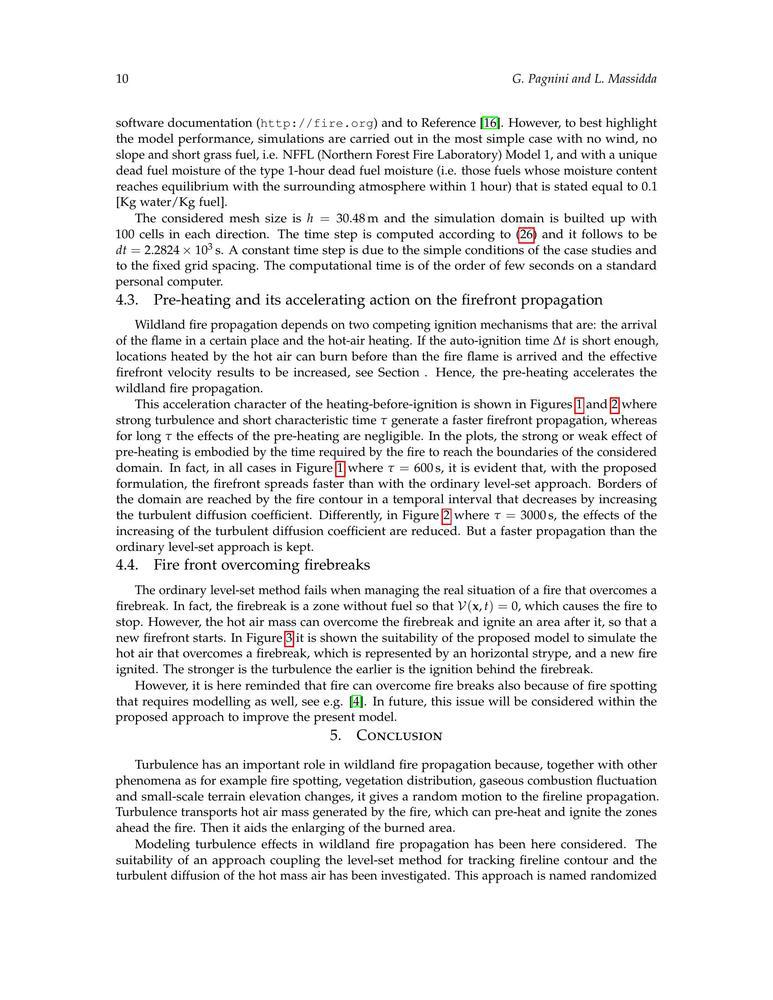 10
G. Pagnini and L. Massidda
software documentation (http://fire.org) and to Reference [16]. However, to best highlight
the model performance, simulations are carried out in the most simple case with no wind, no
slope and short grass fuel, i.e. NFFL (Northern Forest Fire Laboratory) Model 1, and with a unique
dead fuel moisture of the type 1-hour dead fuel moisture (i.e. those fuels whose moisture content
reaches equilibrium with the surrounding atmosphere within 1 hour) that is stated equal to 0.1
[Kg water/Kg fuel].
The considered mesh size is h = 30.48 m and the simulation domain is builted up with
100 cells in each direction. The time step is computed according to (26) and it follows to be
dt = 2.2824 × 10³ s. A constant time step is due to the simple conditions of the case studies and
to the fixed grid spacing. The computational time is of the order of few seconds on a standard
personal computer.
4.3. Pre-heating and its accelerating action on the firefront propagation
Wildland fire propagation depends on two competing ignition mechanisms that are: the arrival
of the flame in a certain place and the hot-air heating. If the auto-ignition time Δt is short enough,
locations heated by the hot air can burn before than the fire flame is arrived and the effective
firefront velocity results to be increased, see Section . Hence, the pre-heating accelerates the
wildland fire propagation.
This acceleration character of the heating-before-ignition is shown in Figures 1 and 2 where
strong turbulence and short characteristic time τ generate a faster firefront propagation, whereas
for long τ the effects of the pre-heating are negligible. In the plots, the strong or weak effect of
pre-heating is embodied by the time required by the fire to reach the boundaries of the considered
domain. In fact, in all cases in Figure 1 where τ = 600 s, it is evident that, with the proposed
formulation, the firefront spreads faster than with the ordinary level-set approach. Borders of
the domain are reached by the fire contour in a temporal interval that decreases by increasing
the turbulent diffusion coefficient. Differently, in Figure 2 where τ = 3000 s, the effects of the
increasing of the turbulent diffusion coefficient are reduced. But a faster propagation than the
ordinary level-set approach is kept.
4.4. Fire front overcoming firebreaks
The ordinary level-set method fails when managing the real situation of a fire that overcomes a
firebreak. In fact, the firebreak is a zone without fuel so that V(x, t) = 0, which causes the fire to
stop. However, the hot air mass can overcome the firebreak and ignite an area after it, so that a
new firefront starts. In Figure 3 it is shown the suitability of the proposed model to simulate the
hot air that overcomes a firebreak, which is represented by an horizontal strype, and a new fire
ignited. The stronger is the turbulence the earlier is the ignition behind the firebreak.
However, it is here reminded that fire can overcome fire breaks also because of fire spotting
that requires modelling as well, see e.g. [4]. In future, this issue will be considered within the
proposed approach to improve the present model.
5. Conclusion
Turbulence has an important role in wildland fire propagation because, together with other
phenomena as for example fire spotting, vegetation distribution, gaseous combustion fluctuation
and small-scale terrain elevation changes, it gives a random motion to the fireline propagation.
Turbulence transports hot air mass generated by the fire, which can pre-heat and ignite the zones
ahead the fire. Then it aids the enlarging of the burned area.
Modeling turbulence effects in wildland fire propagation has been here considered. The
suitability of an approach coupling the level-set method for tracking fireline contour and the
turbulent diffusion of the hot mass air has been investigated. This approach is named randomized